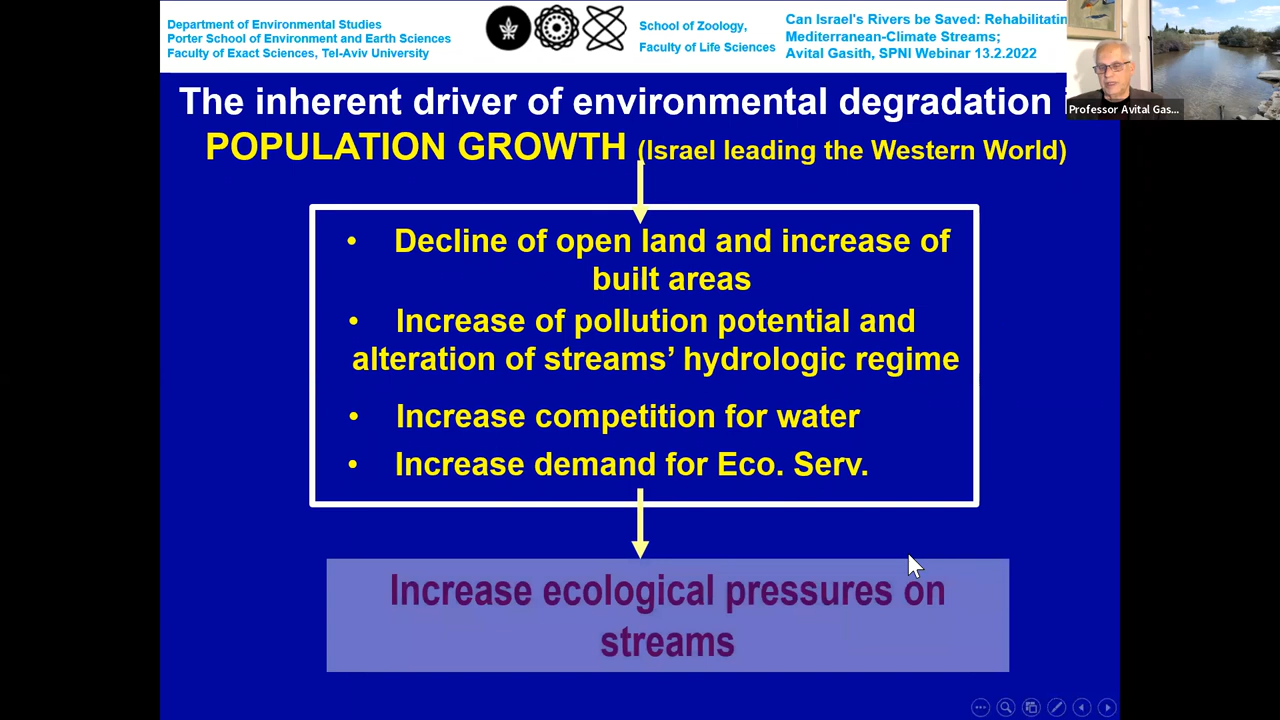 Department of Environmental Studies
Porter School of Environment and Earth Sciences
Faculty of Exact Sciences, Tel-Aviv University
School of Zoology,
Faculty of Life Sciences
Can Israel's Rivers be Saved: Rehabilitatin
Mediterranean-Climate Streams;
Avital Gasith, SPNI Webinar 13.2.2022
Professor Avital Gas...
The inherent driver of environmental degradation
POPULATION GROWTH (Israel leading the Western World)
• Decline of open land and increase of
built areas
• Increase of pollution potential and
alteration of streams’ hydrologic regime
• Increase competition for water
• Increase demand for Eco. Serv.
Increase ecological pressures on
streams